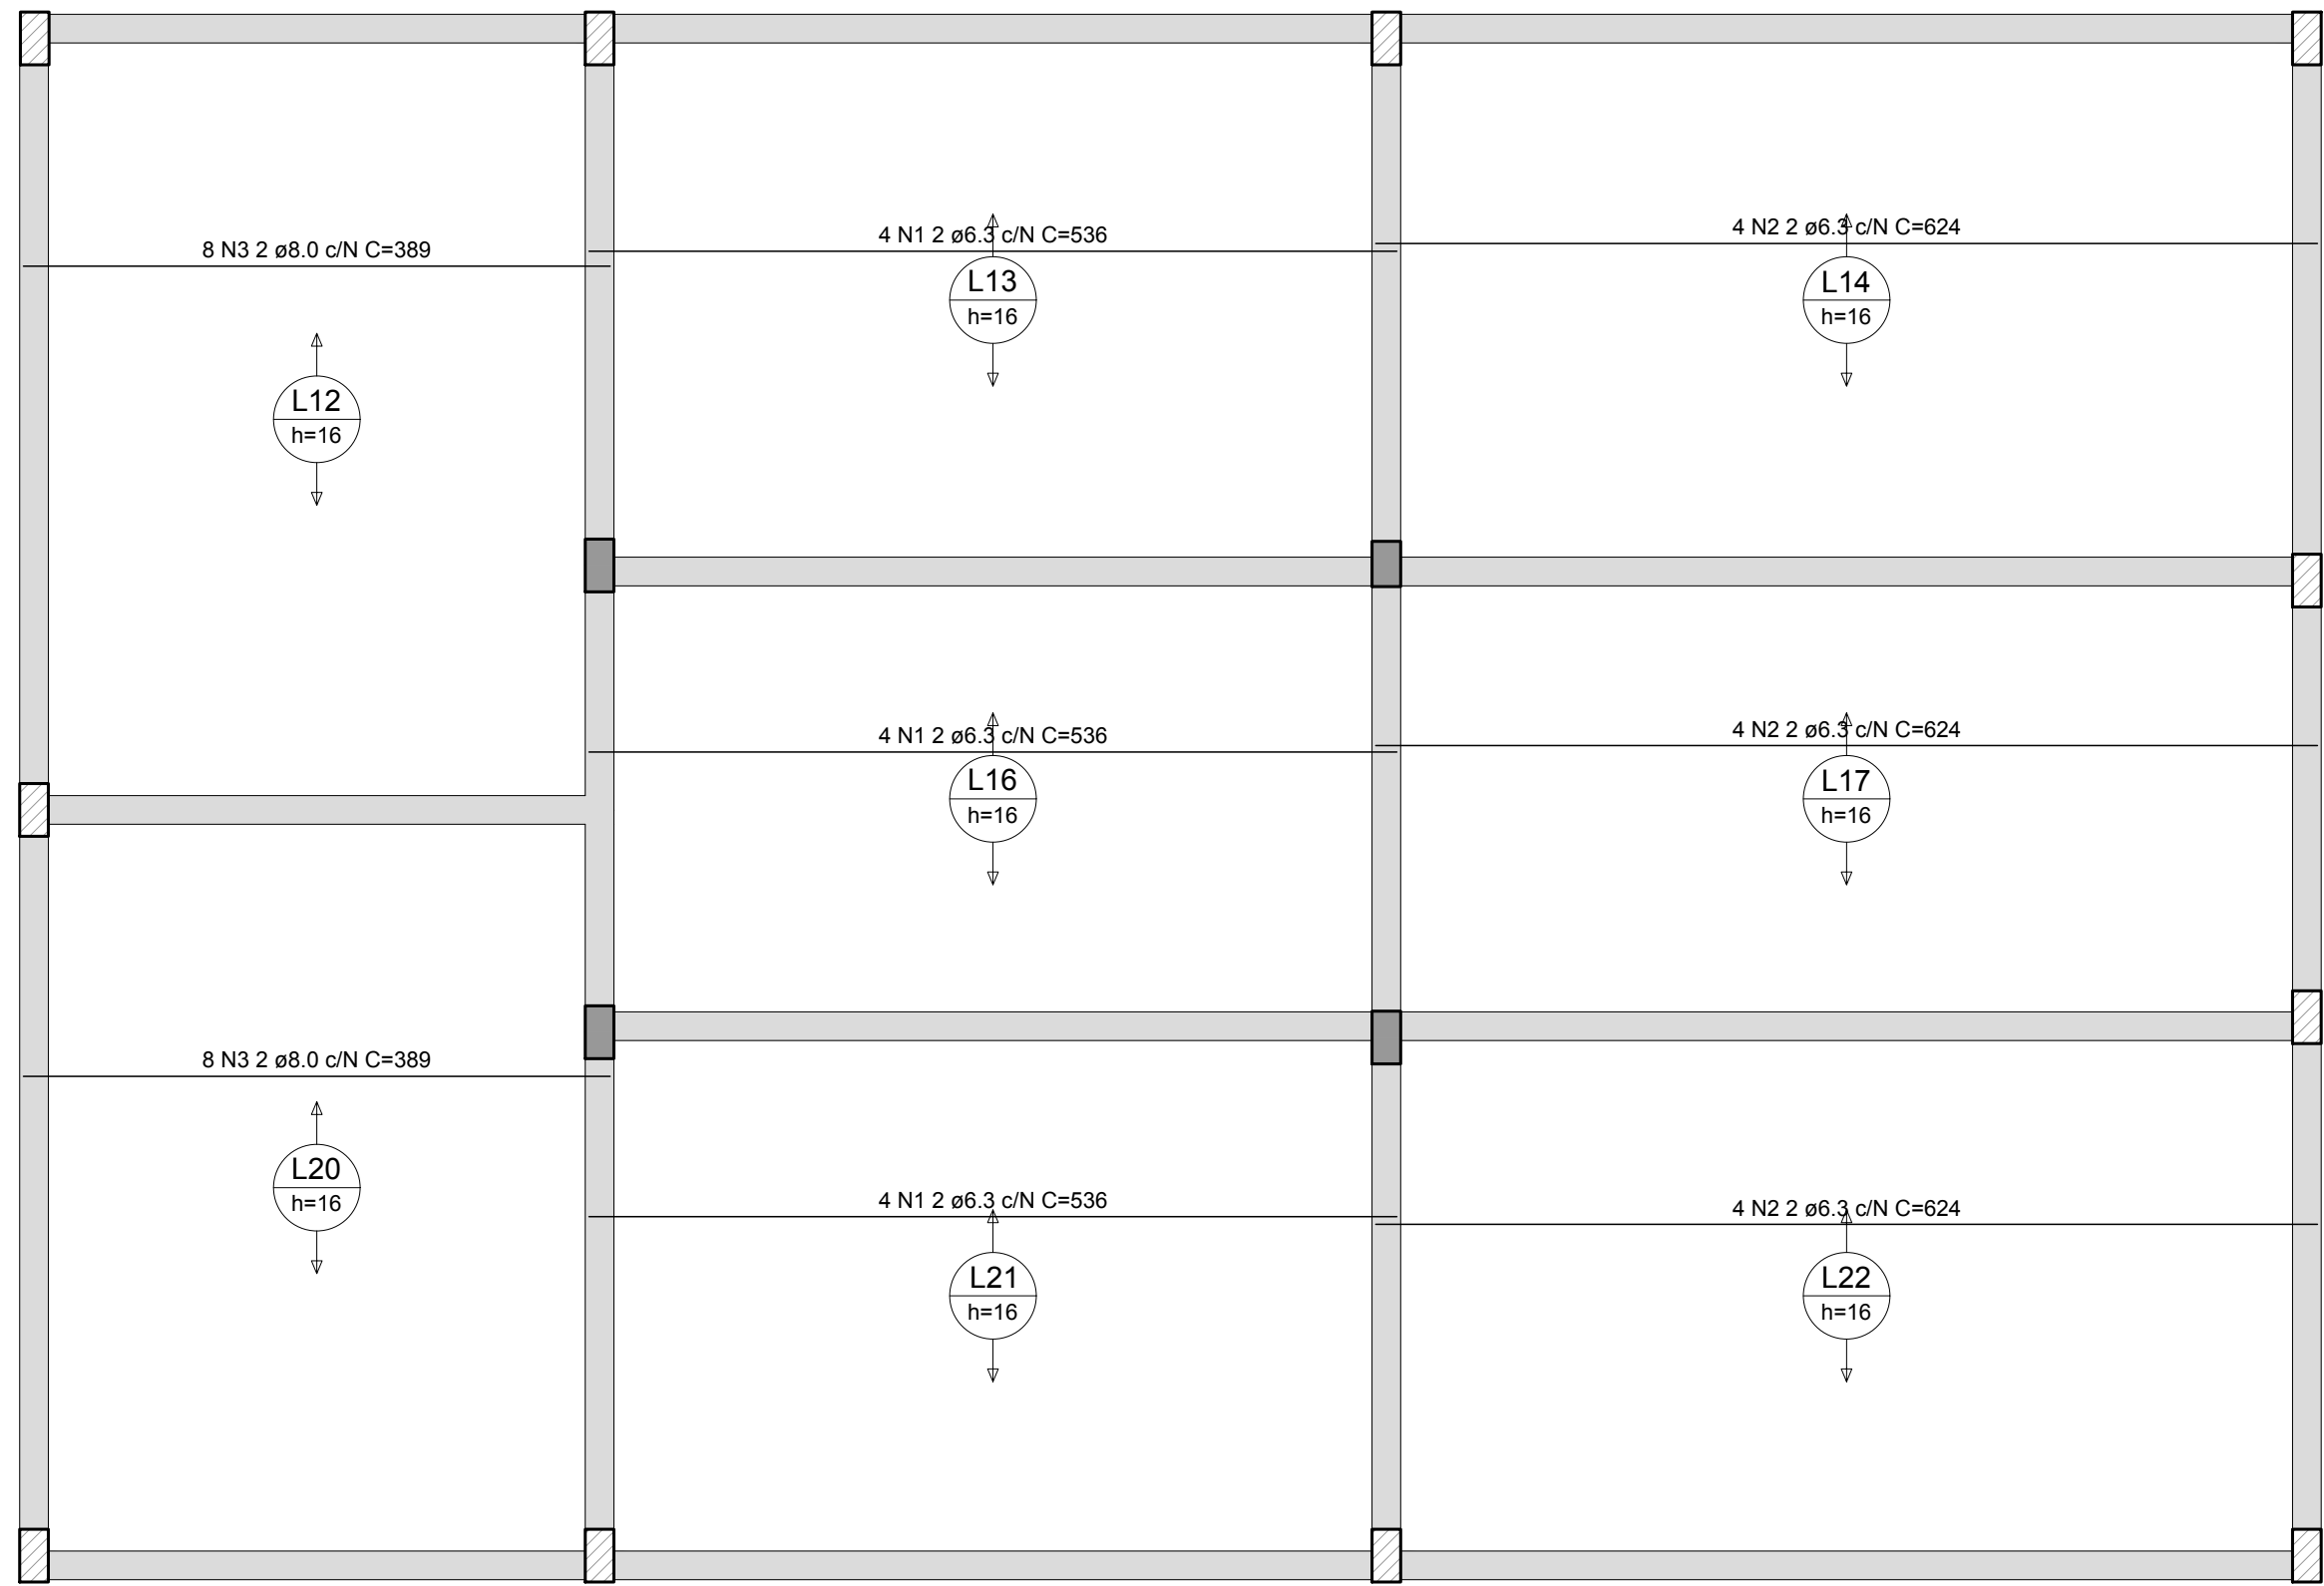 4 N2 2 ø6.3 c/N C=624
4 N1 2 ø6.3 c/N C=536
8 N3 2 ø8.0 c/N C=389
L13
h=16
L14
h=16
L12
h=16
4 N1 2 ø6.3 c/N C=536
4 N2 2 ø6.3 c/N C=624
L16
h=16
L17
h=16
8 N3 2 ø8.0 c/N C=389
L20
h=16
4 N1 2 ø6.3 c/N C=536
4 N2 2 ø6.3 c/N C=624
L21
h=16
L22
h=16